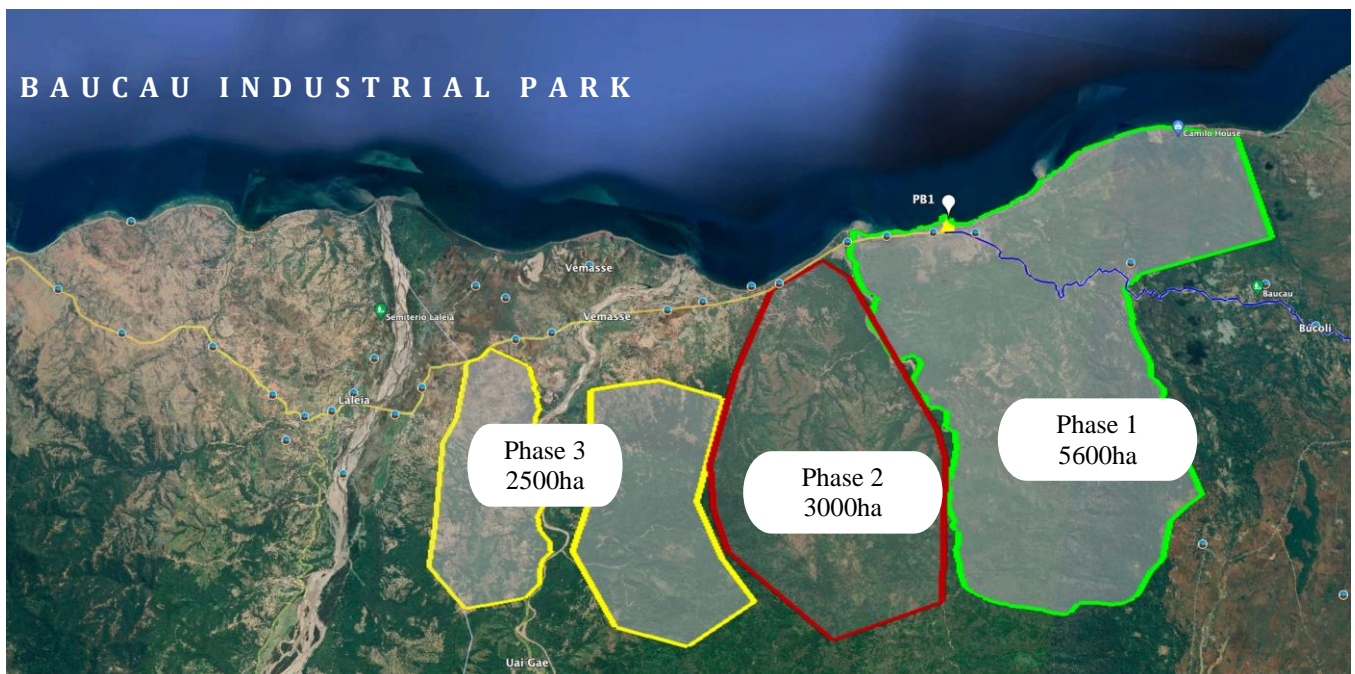 BAUCAU INDUSTRIAL PARK
Camilo House
PB1
Vemasse
Baucau
Semiterio Laleia
Vemasse
Bucoli
Laleia
Phase 1
5600ha
Phase 3
2500ha
Phase 2
3000ha
Uai Gae